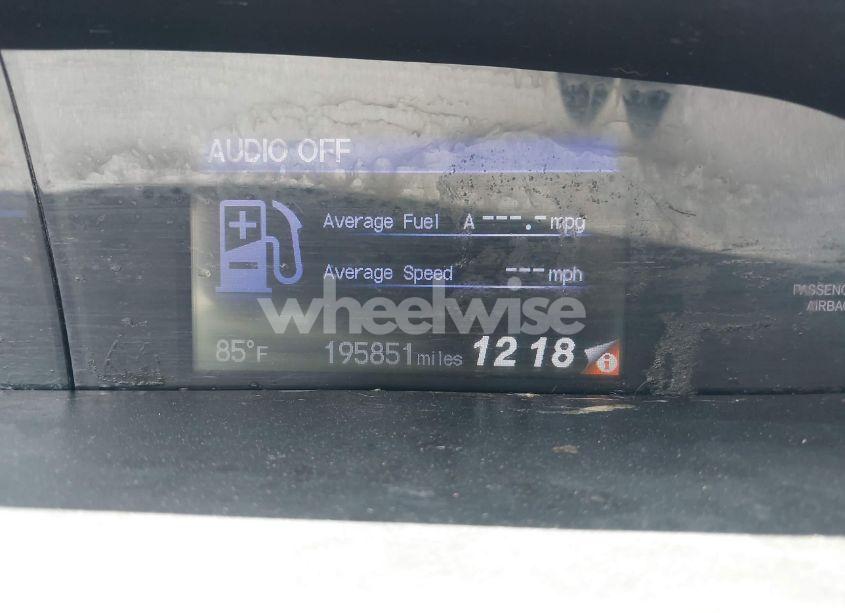 AUDIO OFF
Average Fuel A ---.- mpg
Average Speed --- mph
wheelwise
85°F 195851 miles 12 18 i
PASSENG
AIRBAG